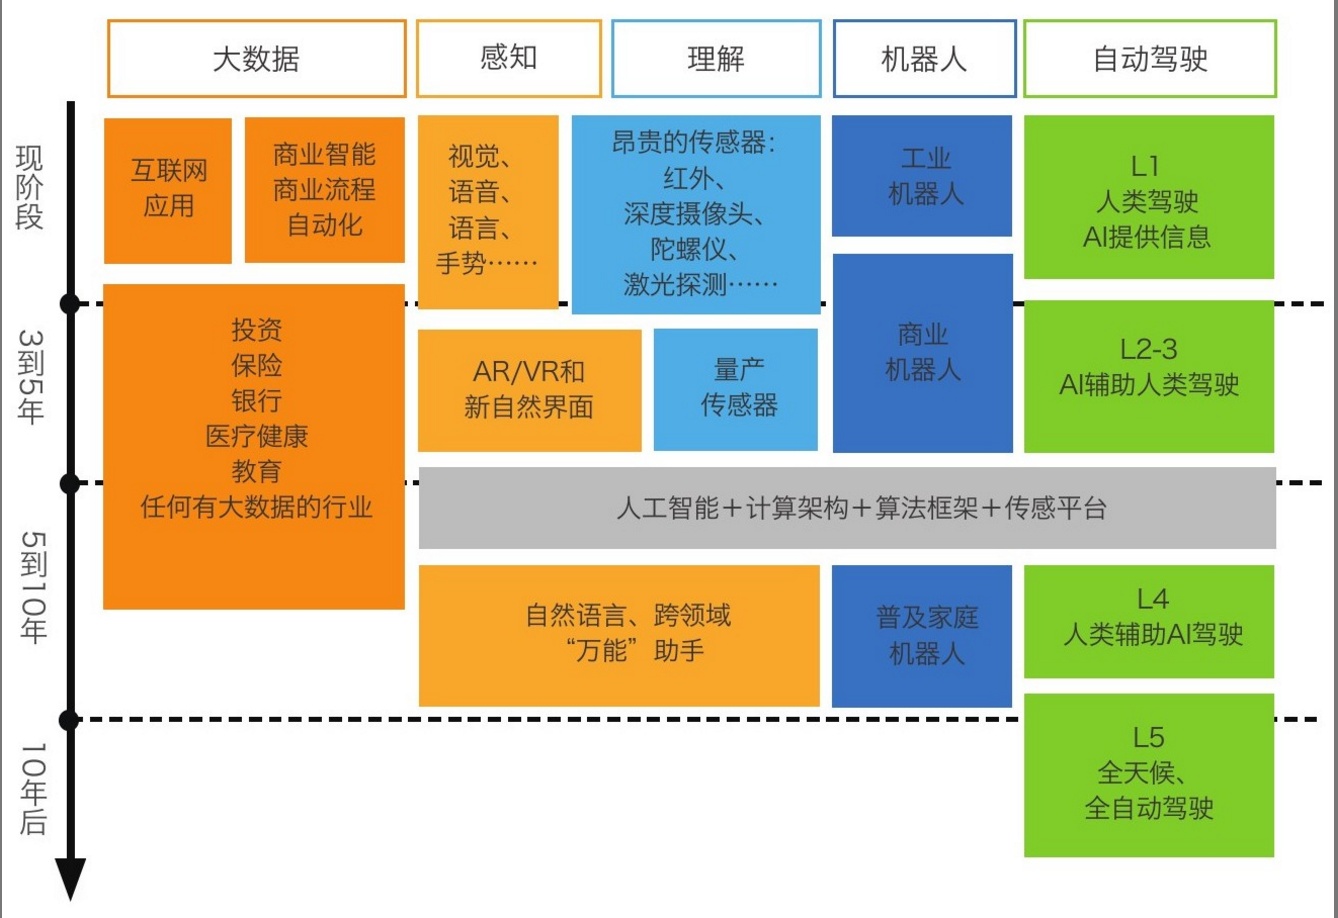 大数据
感知
理解
机器人
自动驾驶
现阶段
互联网
应用
商业智能
商业流程
自动化
视觉、
语音、
语言、
手势……
昂贵的传感器：
红外、
深度摄像头、
陀螺仪、
激光探测……
工业
机器人
L1
人类驾驶
AI提供信息
3到5年
投资
保险
银行
医疗健康
教育
任何有大数据的行业
AR/VR和
新自然界面
量产
传感器
商业
机器人
L2-3
AI辅助人类驾驶
人工智能＋计算架构＋算法框架＋传感平台
5到10年
自然语言、跨领域
“万能”助手
普及家庭
机器人
L4
人类辅助AI驾驶
10年后
L5
全天候、
全自动驾驶